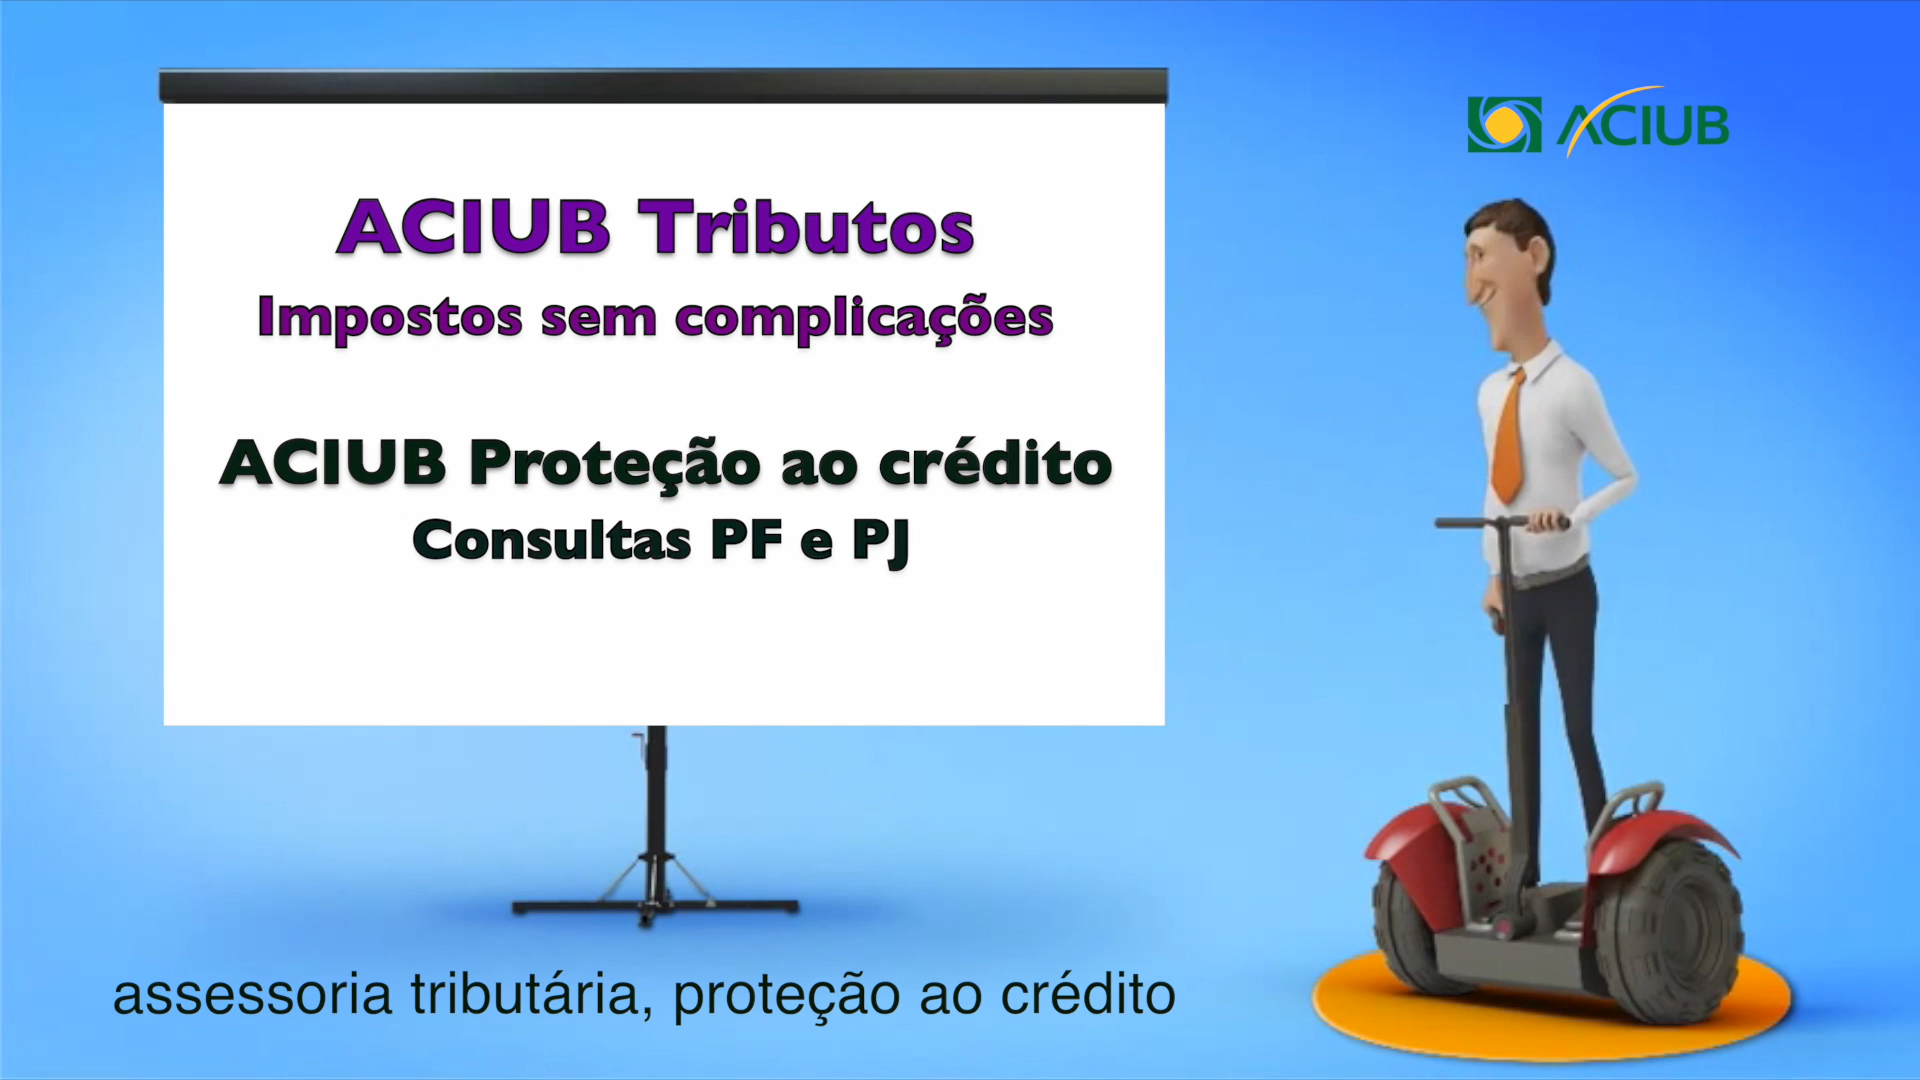 ACIUB
ACIUB Tributos
Impostos sem complicações
ACIUB Proteção ao crédito
Consultas PF e PJ
assessoria tributária, proteção ao crédito